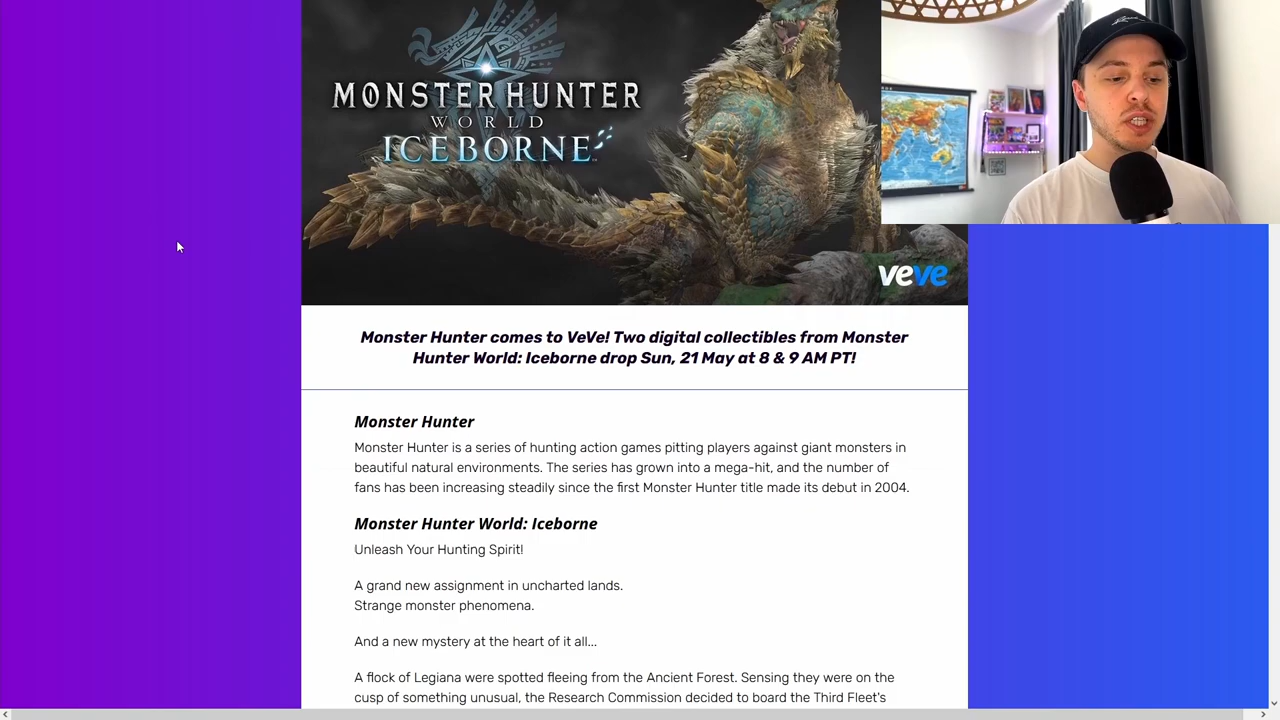 MONSTER HUNTER
WORLD
ICEBORNE
veve
Monster Hunter comes to VeVe! Two digital collectibles from Monster
Hunter World: Iceborne drop Sun, 21 May at 8 & 9 AM PT!
Monster Hunter
Monster Hunter is a series of hunting action games pitting players against giant monsters in
beautiful natural environments. The series has grown into a mega-hit, and the number of
fans has been increasing steadily since the first Monster Hunter title made its debut in 2004.
Monster Hunter World: Iceborne
Unleash Your Hunting Spirit!
A grand new assignment in uncharted lands.
Strange monster phenomena.
And a new mystery at the heart of it all...
A flock of Legiana were spotted fleeing from the Ancient Forest. Sensing they were on the
cusp of something unusual, the Research Commission decided to board the Third Fleet's